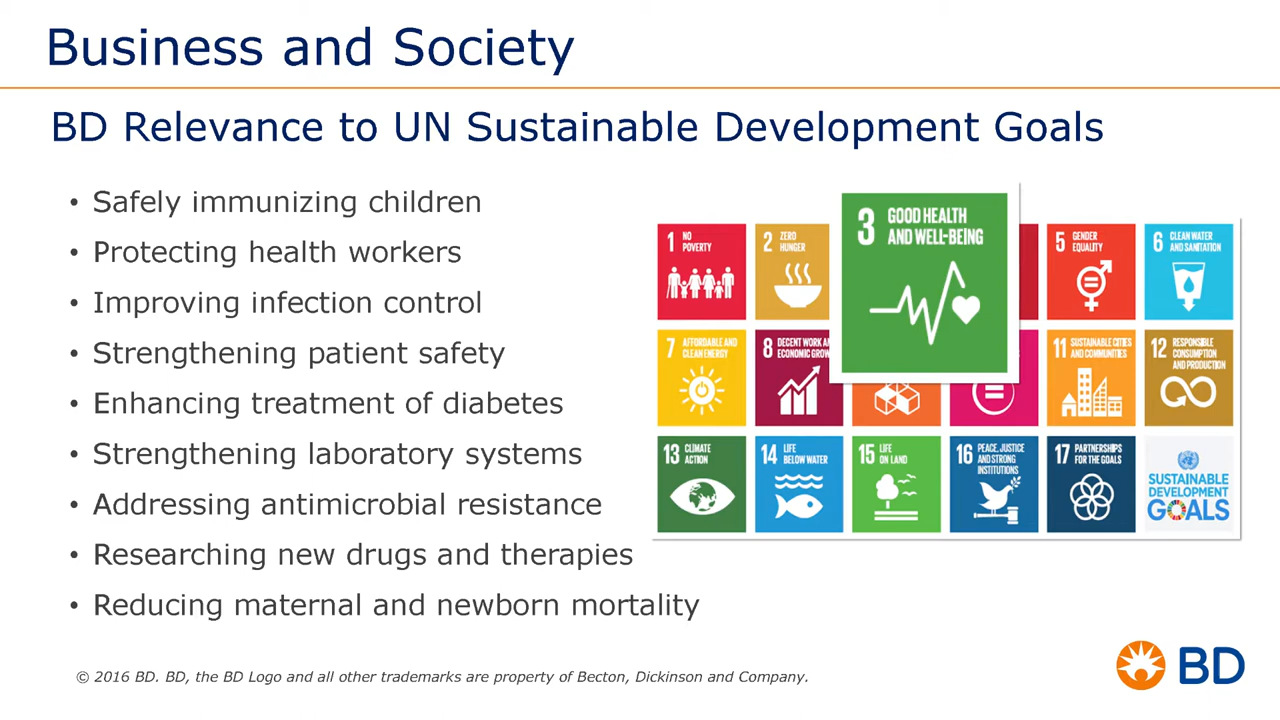 Business and Society
BD Relevance to UN Sustainable Development Goals
• Safely immunizing children
• Protecting health workers
• Improving infection control
• Strengthening patient safety
• Enhancing treatment of diabetes
• Strengthening laboratory systems
• Addressing antimicrobial resistance
• Researching new drugs and therapies
• Reducing maternal and newborn mortality
1 NO
POVERTY
2 ZERO
HUNGER
3 GOOD HEALTH
AND WELL-BEING
5 GENDER
EQUALITY
6 CLEAN WATER
AND SANITATION
7 AFFORDABLE AND
CLEAN ENERGY
8 DECENT WORK
ECONOMIC
11 SUSTAINABLE CITIES
AND COMMUNITIES
12 RESPONSIBLE
CONSUMPTION
AND PRODUCTION
13 CLIMATE
ACTION
14 LIFE
BELOW WATER
15 LIFE
ON LAND
16 PEACE, JUSTICE
AND STRONG
INSTITUTIONS
17 PARTNERSHIPS
FOR THE GOALS
SUSTAINABLE
DEVELOPMENT
GOALS
© 2016 BD. BD, the BD Logo and all other trademarks are property of Becton, Dickinson and Company.
BD